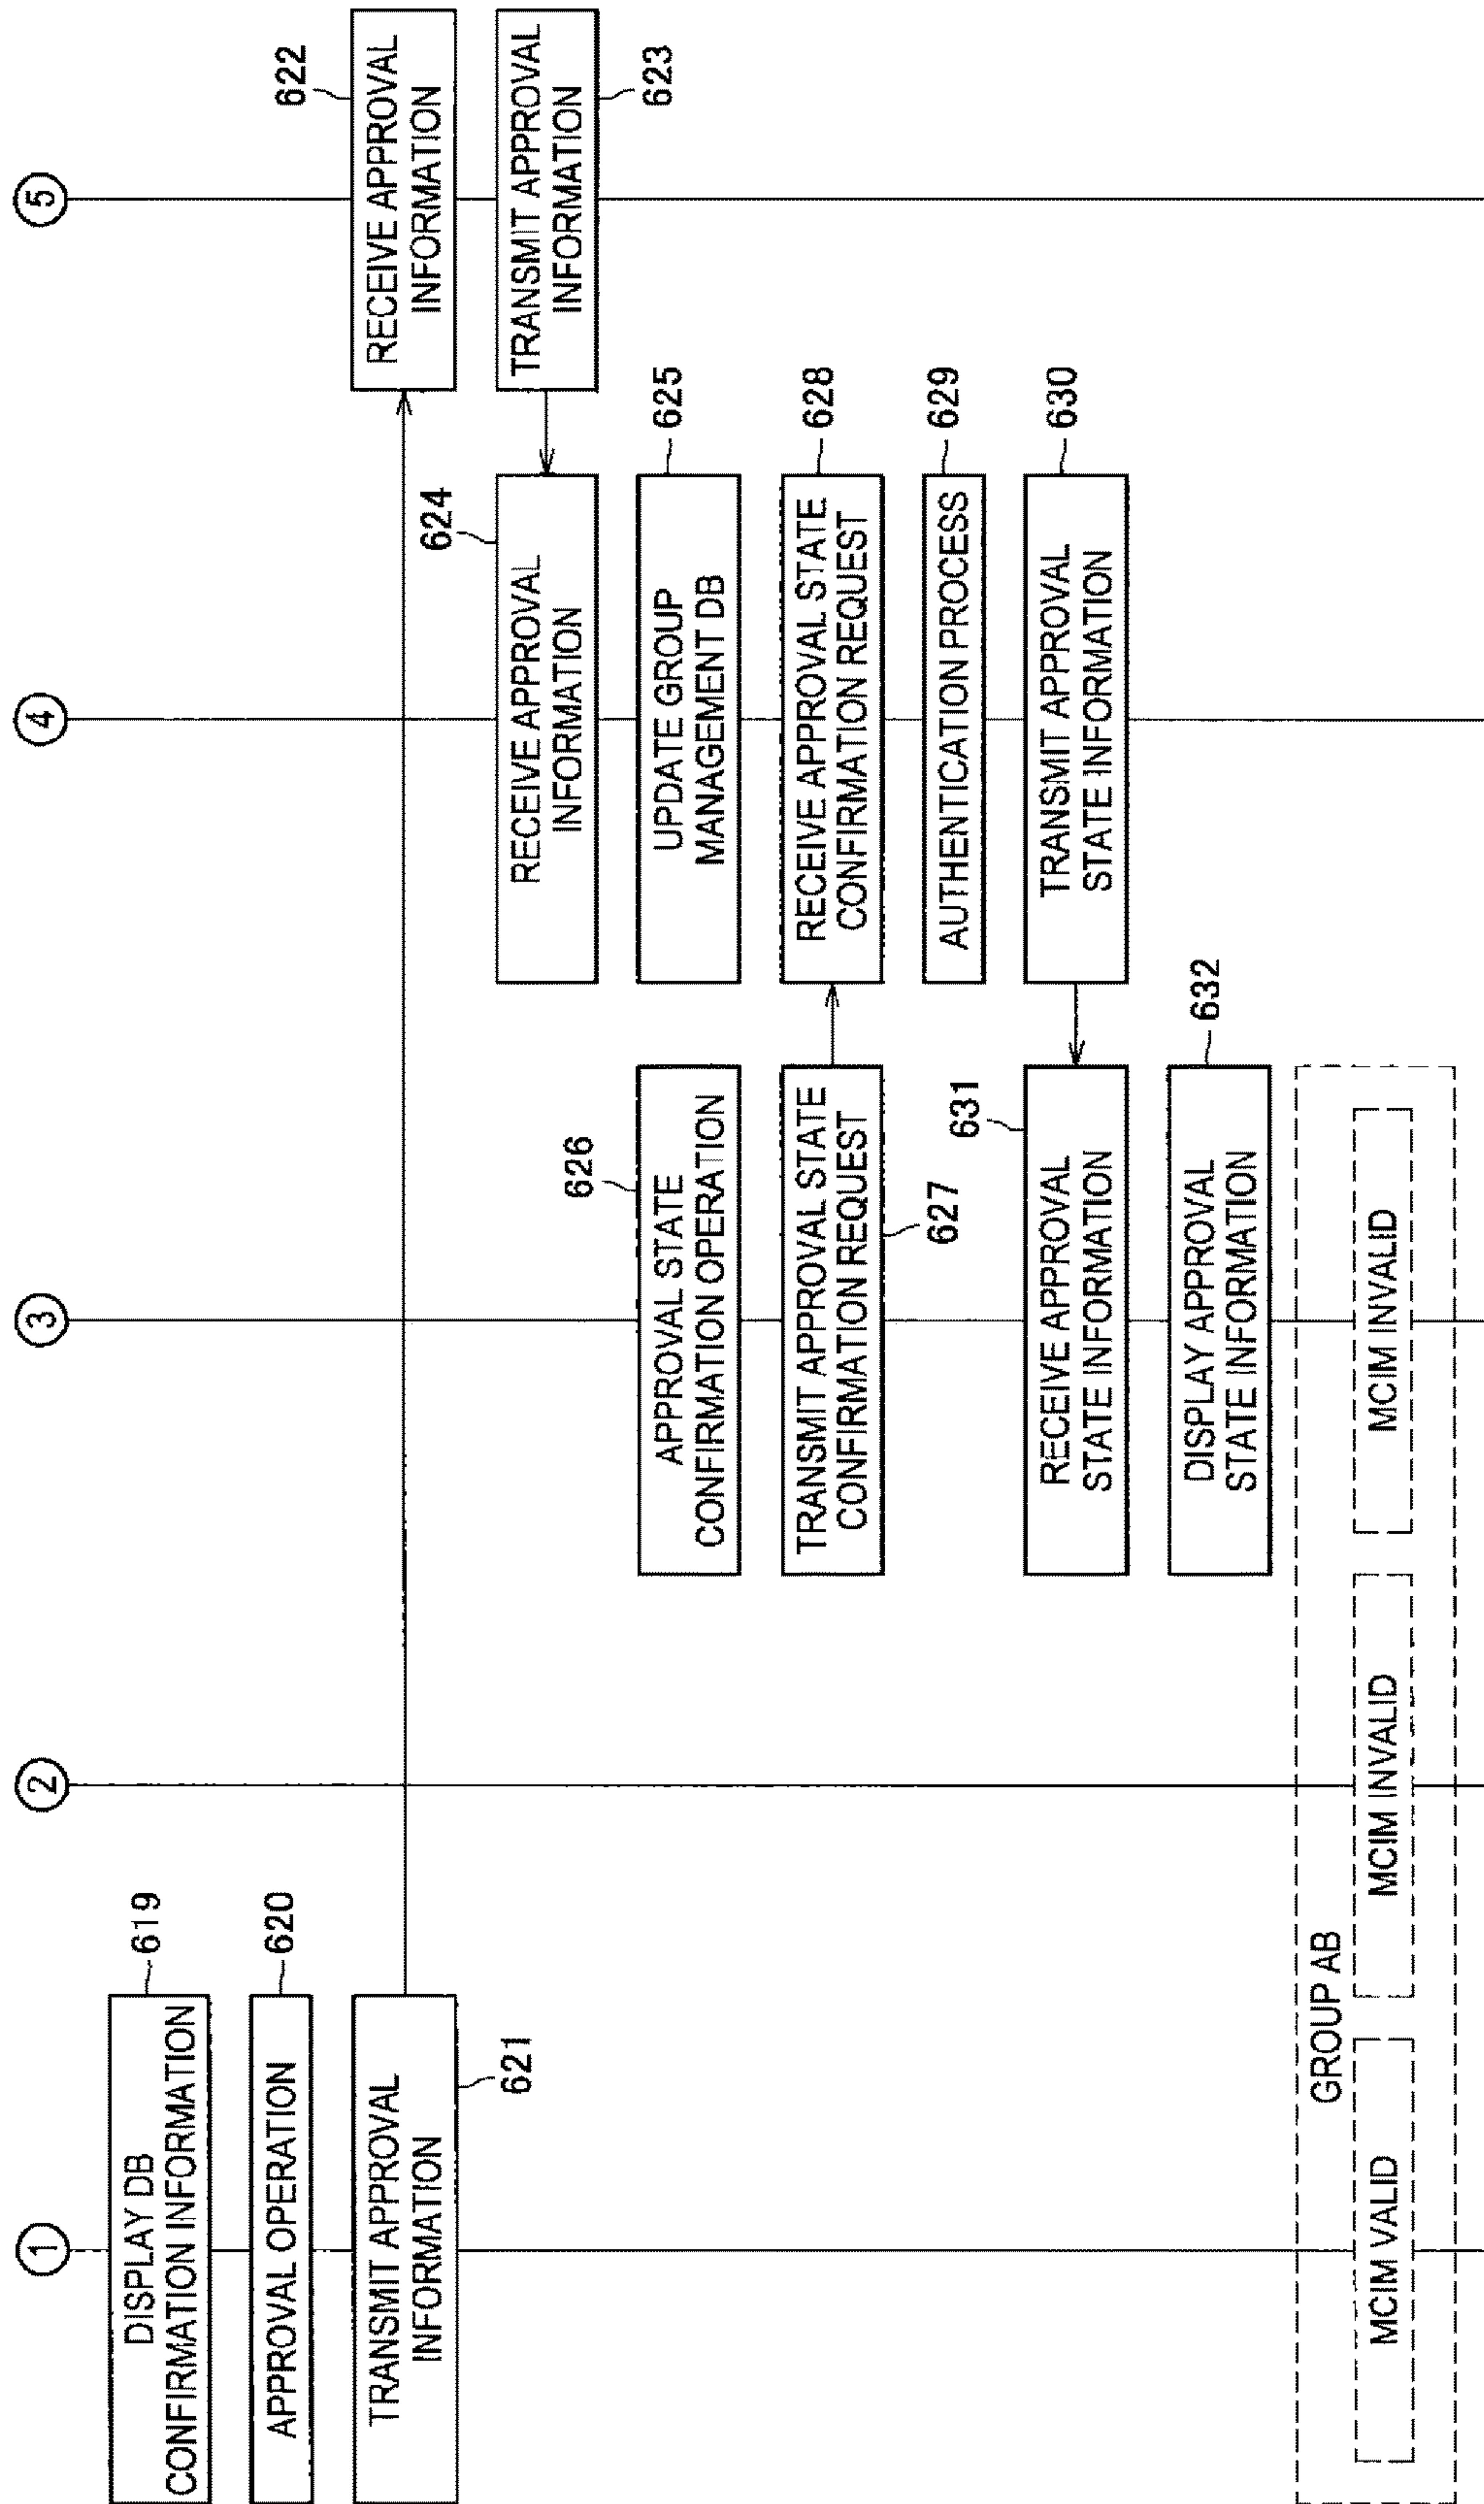 1
2
3
4
5
DISPLAY DB
CONFIRMATION INFORMATION
619
APPROVAL OPERATION
620
TRANSMIT APPROVAL
INFORMATION
621
RECEIVE APPROVAL
INFORMATION
622
TRANSMIT APPROVAL
INFORMATION
623
RECEIVE APPROVAL
INFORMATION
624
UPDATE GROUP
MANAGEMENT DB
625
APPROVAL STATE
CONFIRMATION OPERATION
626
TRANSMIT APPROVAL STATE
CONFIRMATION REQUEST
627
RECEIVE APPROVAL STATE
CONFIRMATION REQUEST
628
AUTHENTICATION PROCESS
629
TRANSMIT APPROVAL
STATE INFORMATION
630
RECEIVE APPROVAL
STATE INFORMATION
631
DISPLAY APPROVAL
STATE INFORMATION
632
GROUP AB
MCIM VALID
MCIM INVALID
MCIM INVALID